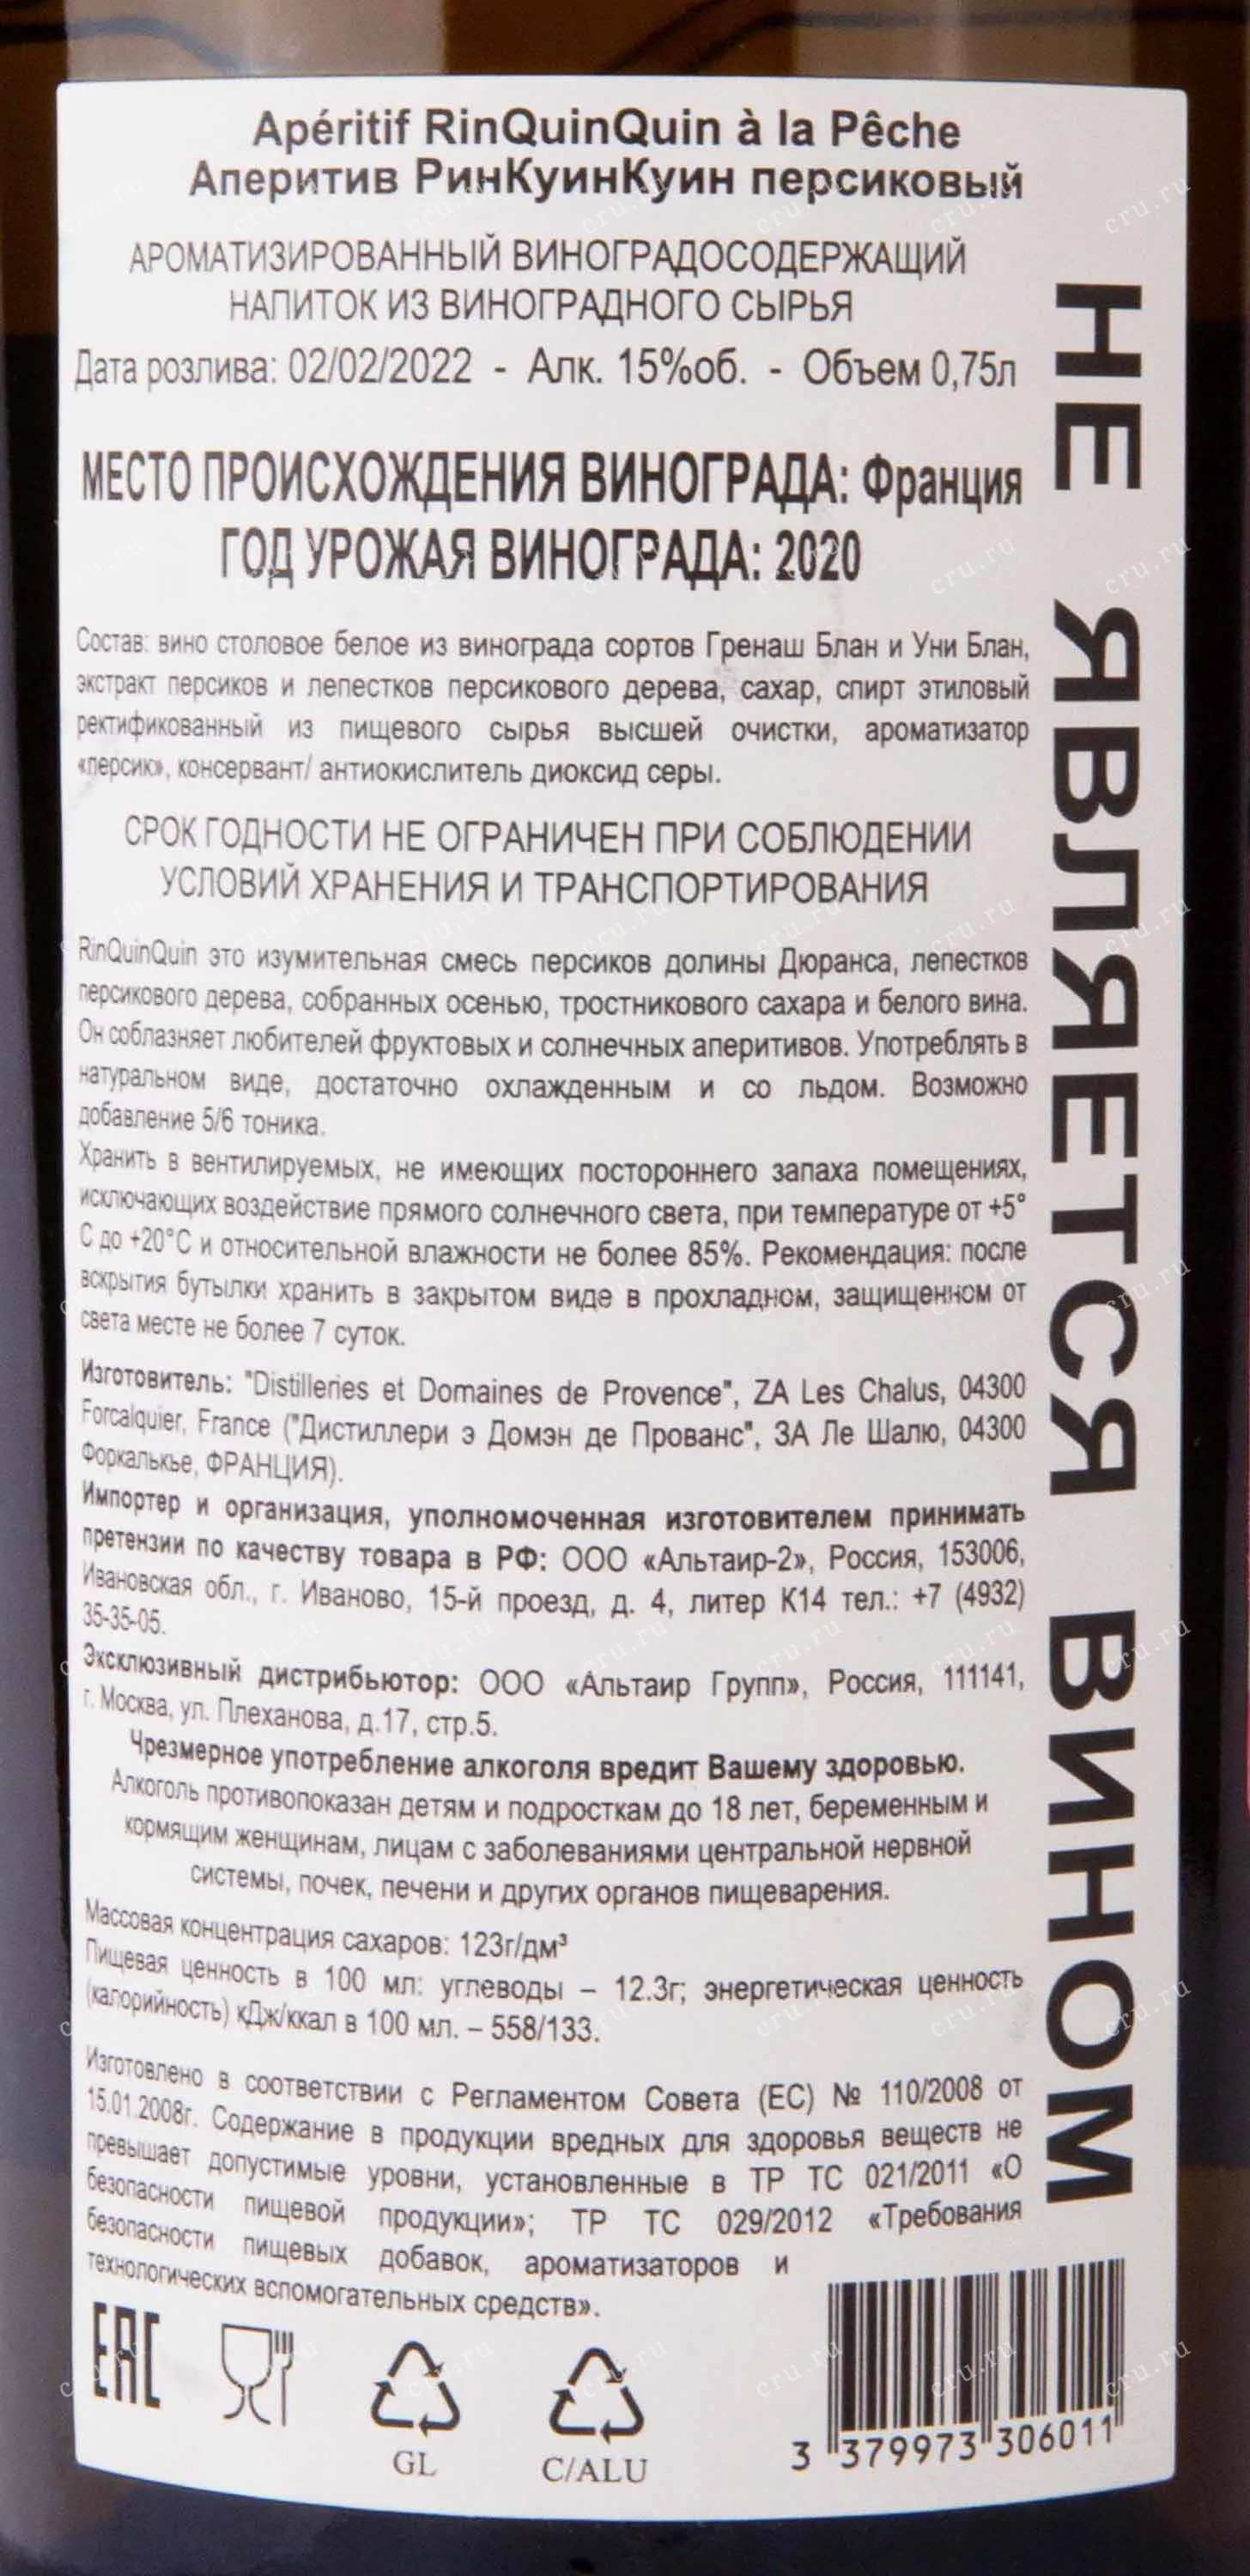 Apéritif RinQuinQuin à la Pêche
Аперитив РинКуинКуин персиковый
АРОМАТИЗИРОВАННЫЙ ВИНОГРАДОСОДЕРЖАЩИЙ
НАПИТОК ИЗ ВИНОГРАДНОГО СЫРЬЯ
Дата розлива: 02/02/2022 - Алк. 15%об. - Объем 0,75л
МЕСТО ПРОИСХОЖДЕНИЯ ВИНОГРАДА: Франция
ГОД УРОЖАЯ ВИНОГРАДА: 2020
Состав: вино столовое белое из винограда сортов Гренаш Блан и Уни Блан,
экстракт персиков и лепестков персикового дерева, сахар, спирт этиловый
ректификованный из пищевого сырья высшей очистки, ароматизатор
«персик», консервант/ антиокислитель диоксид серы.
СРОК ГОДНОСТИ НЕ ОГРАНИЧЕН ПРИ СОБЛЮДЕНИИ
УСЛОВИЙ ХРАНЕНИЯ И ТРАНСПОРТИРОВАНИЯ
RinQuinQuin это изумительная смесь персиков долины Дюранса, лепестков
персикового дерева, собранных осенью, тростникового сахара и белого вина.
Он соблазняет любителей фруктовых и солнечных аперитивов. Употреблять в
натуральном виде, достаточно охлажденным и со льдом. Возможно
добавление 5/6 тоника.
Хранить в вентилируемых, не имеющих постороннего запаха помещениях,
исключающих воздействие прямого солнечного света, при температуре от +5°
С до +20°С и относительной влажности не более 85%. Рекомендация: после
вскрытия бутылки хранить в закрытом виде в прохладном, защищенном от
света месте не более 7 суток.
Изготовитель: "Distilleries et Domaines de Provence", ZA Les Chalus, 04300
Forcalquier, France ("Дистиллери э Домэн де Прованс", ЗА Ле Шалю, 04300
Форкалькье, ФРАНЦИЯ).
Импортер и организация, уполномоченная изготовителем принимать
претензии по качеству товара в РФ: ООО «Альтаир-2», Россия, 153006,
Ивановская обл., г. Иваново, 15-й проезд, д. 4, литер К14 тел.: +7 (4932)
35-35-05.
Эксклюзивный дистрибьютор: ООО «Альтаир Групп», Россия, 111141,
г. Москва, ул. Плеханова, д.17, стр.5.
Чрезмерное употребление алкоголя вредит Вашему здоровью.
Алкоголь противопоказан детям и подросткам до 18 лет, беременным и
кормящим женщинам, лицам с заболеваниями центральной нервной
системы, почек, печени и других органов пищеварения.
Массовая концентрация сахаров: 123г/дм³
Пищевая ценность в 100 мл: углеводы – 12.3г; энергетическая ценность
(калорийность) кДж/ккал в 100 мл. – 558/133.
Изготовлено в соответствии с Регламентом Совета (ЕС) № 110/2008 от
15.01.2008г. Содержание в продукции вредных для здоровья веществ не
превышает допустимые уровни, установленные в ТР ТС 021/2011 «О
безопасности пищевой продукции»; ТР ТС 029/2012 «Требования
безопасности пищевых добавок, ароматизаторов и
технологических вспомогательных средств».
EAC
GL
C/ALU
3 379973 306011
НЕ ЯВЛЯЕТСЯ ВИНОМ
cru.ru